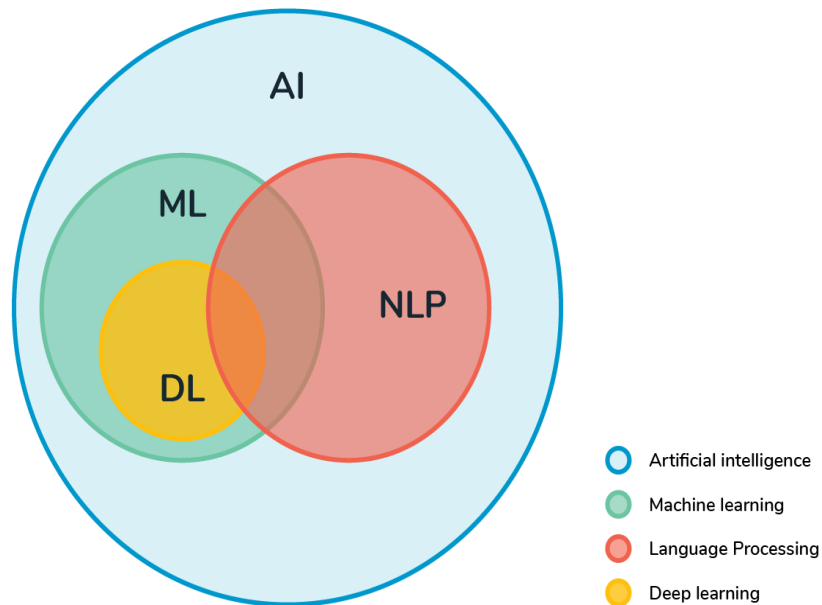 AI
ML
NLP
DL
Artificial intelligence
Machine learning
Language Processing
Deep learning